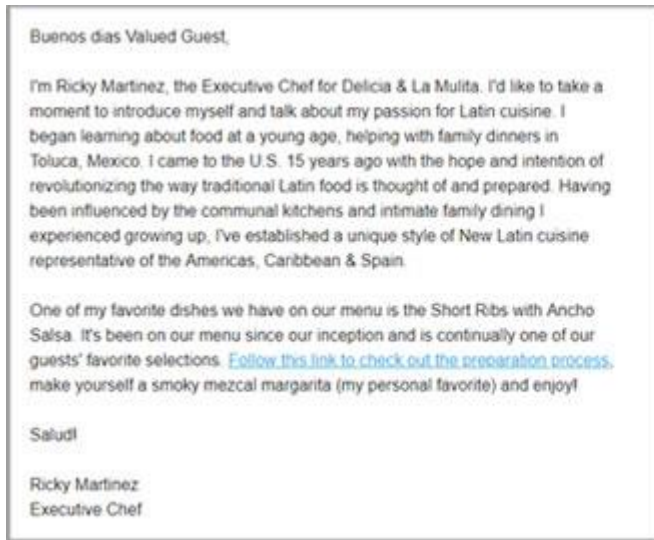 Buenos dias Valued Guest,
I'm Ricky Martinez, the Executive Chef for Delicia & La Mulita. I'd like to take a
moment to introduce myself and talk about my passion for Latin cuisine. I
began learning about food at a young age, helping with family dinners in
Toluca, Mexico. I came to the U.S. 15 years ago with the hope and intention of
revolutionizing the way traditional Latin food is thought of and prepared. Having
been influenced by the communal kitchens and intimate family dining I
experienced growing up, I've established a unique style of New Latin cuisine
representative of the Americas, Caribbean & Spain.
One of my favorite dishes we have on our menu is the Short Ribs with Ancho
Salsa. It's been on our menu since our inception and is continually one of our
guests' favorite selections. Follow this link to check out the preparation process,
make yourself a smoky mezcal margarita (my personal favorite) and enjoy!
Salud!
Ricky Martinez
Executive Chef